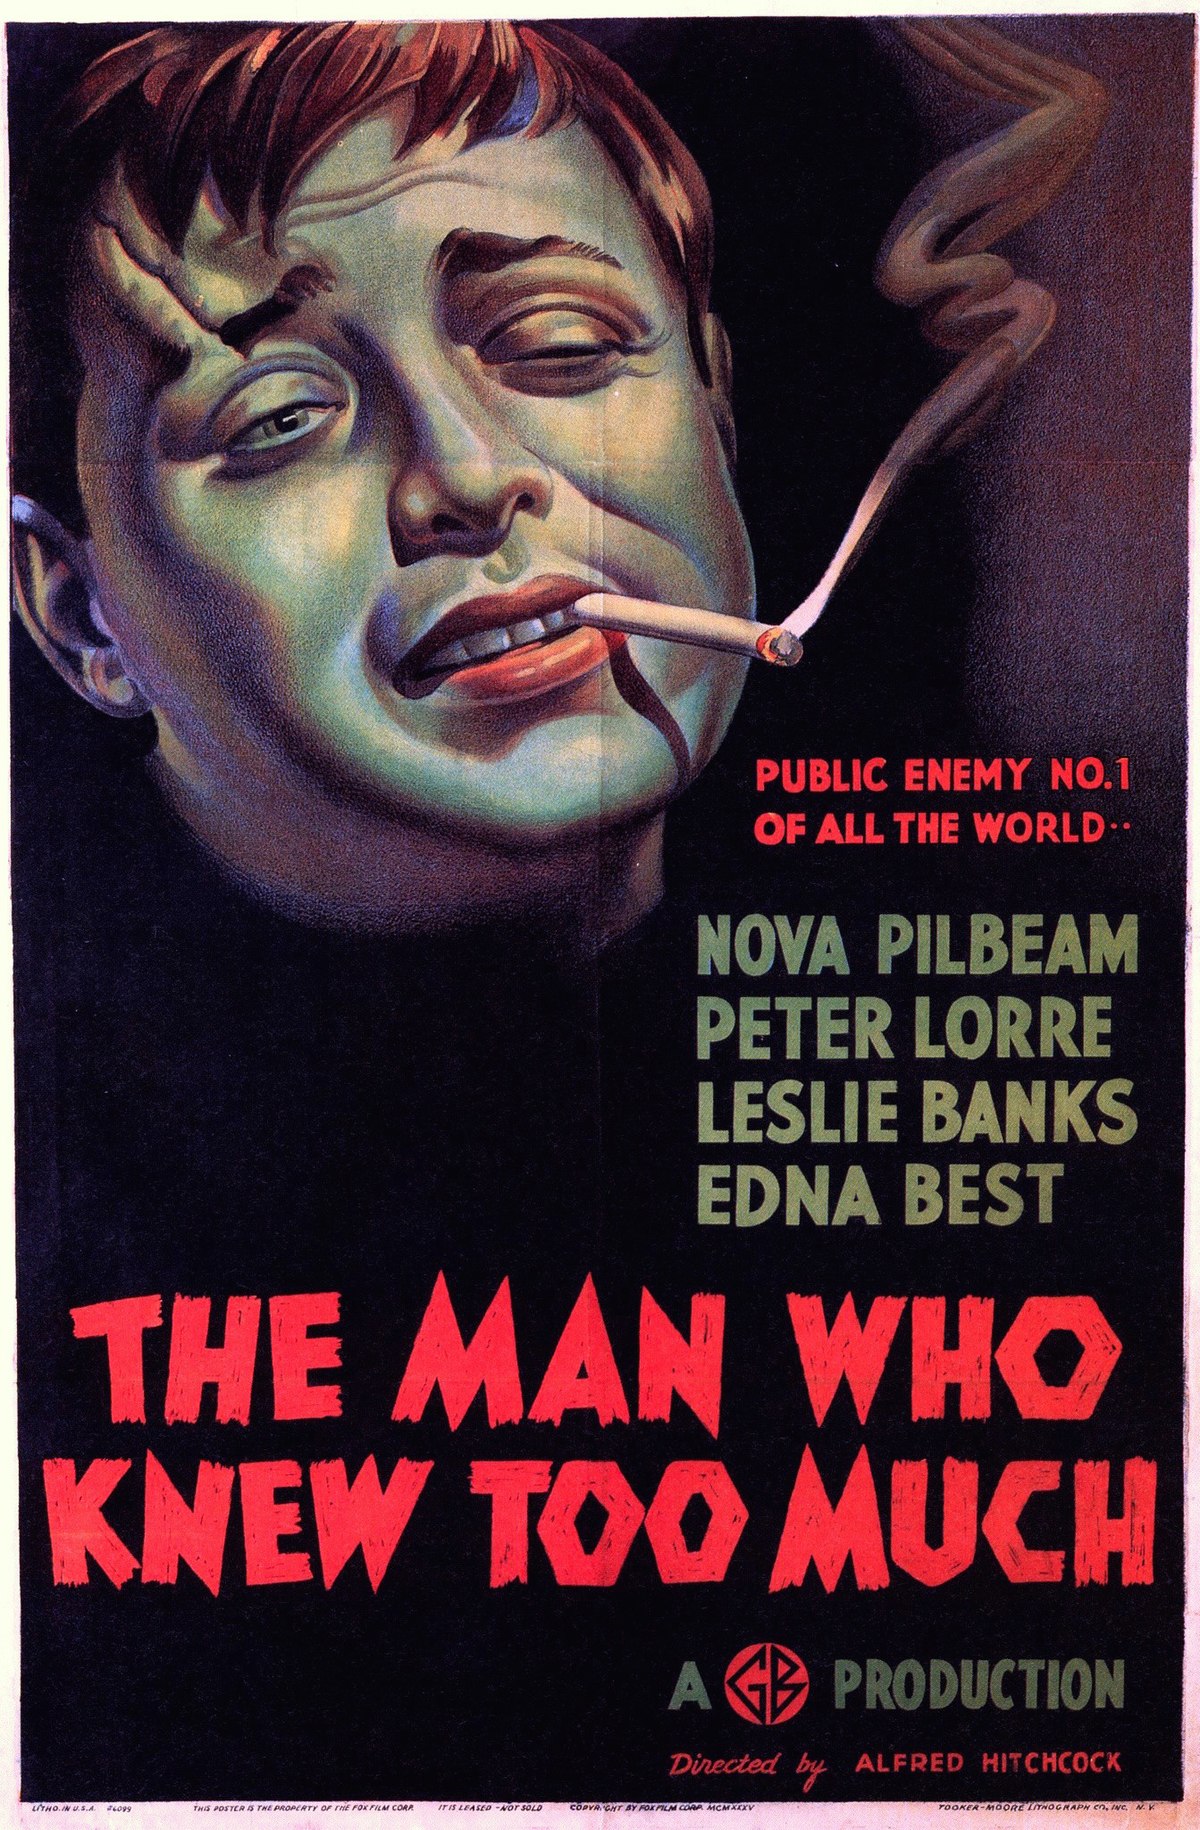 PUBLIC ENEMY NO.1
OF ALL THE WORLD··
NOVA PILBEAM
PETER LORRE
LESLIE BANKS
EDNA BEST
THE MAN WHO
KNEW TOO MUCH
A GB PRODUCTION
Directed by ALFRED HITCHCOCK
LITHO. IN U.S.A. 26099 THIS POSTER IS THE PROPERTY OF THE FOX FILM CORP. IT IS LEASED - NOT SOLD COPYRIGHT BY FOX FILM CORP. MCMXXXV TOOKER-MOORE LITHOGRAPH CO., INC. N. Y.